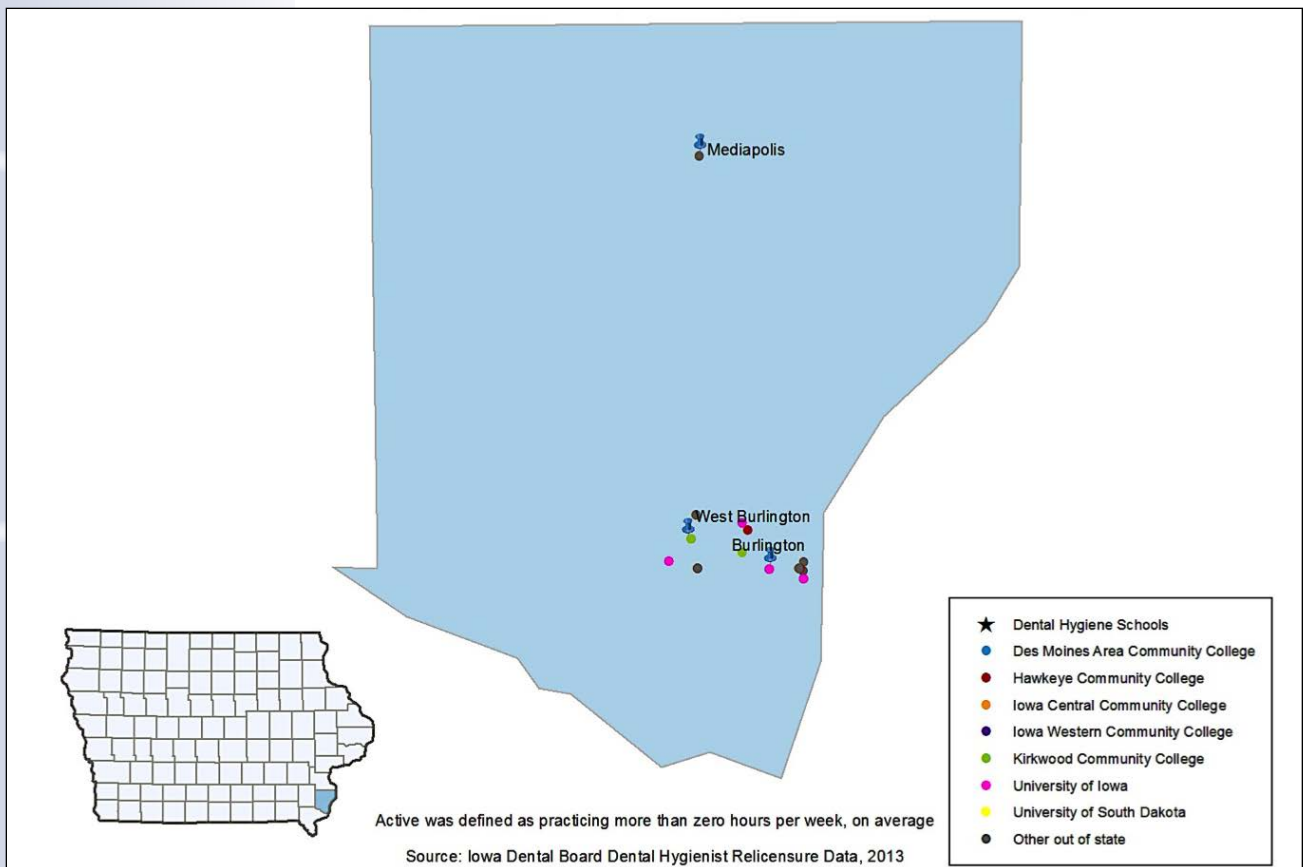 Mediapolis
West Burlington
Burlington
Dental Hygiene Schools
Des Moines Area Community College
Hawkeye Community College
Iowa Central Community College
Iowa Western Community College
Kirkwood Community College
University of Iowa
University of South Dakota
Other out of state
Active was defined as practicing more than zero hours per week, on average
Source: Iowa Dental Board Dental Hygienist Relicensure Data, 2013